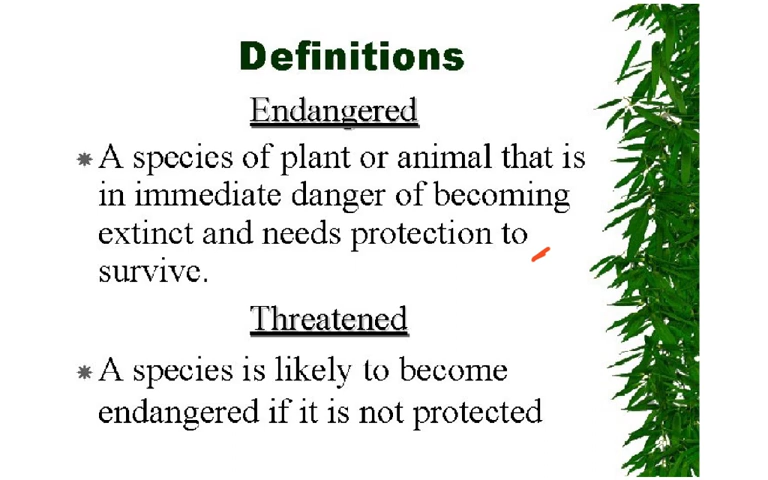 Definitions
Endangered
A species of plant or animal that is
in immediate danger of becoming
extinct and needs protection to
survive.
Threatened
A species is likely to become
endangered if it is not protected